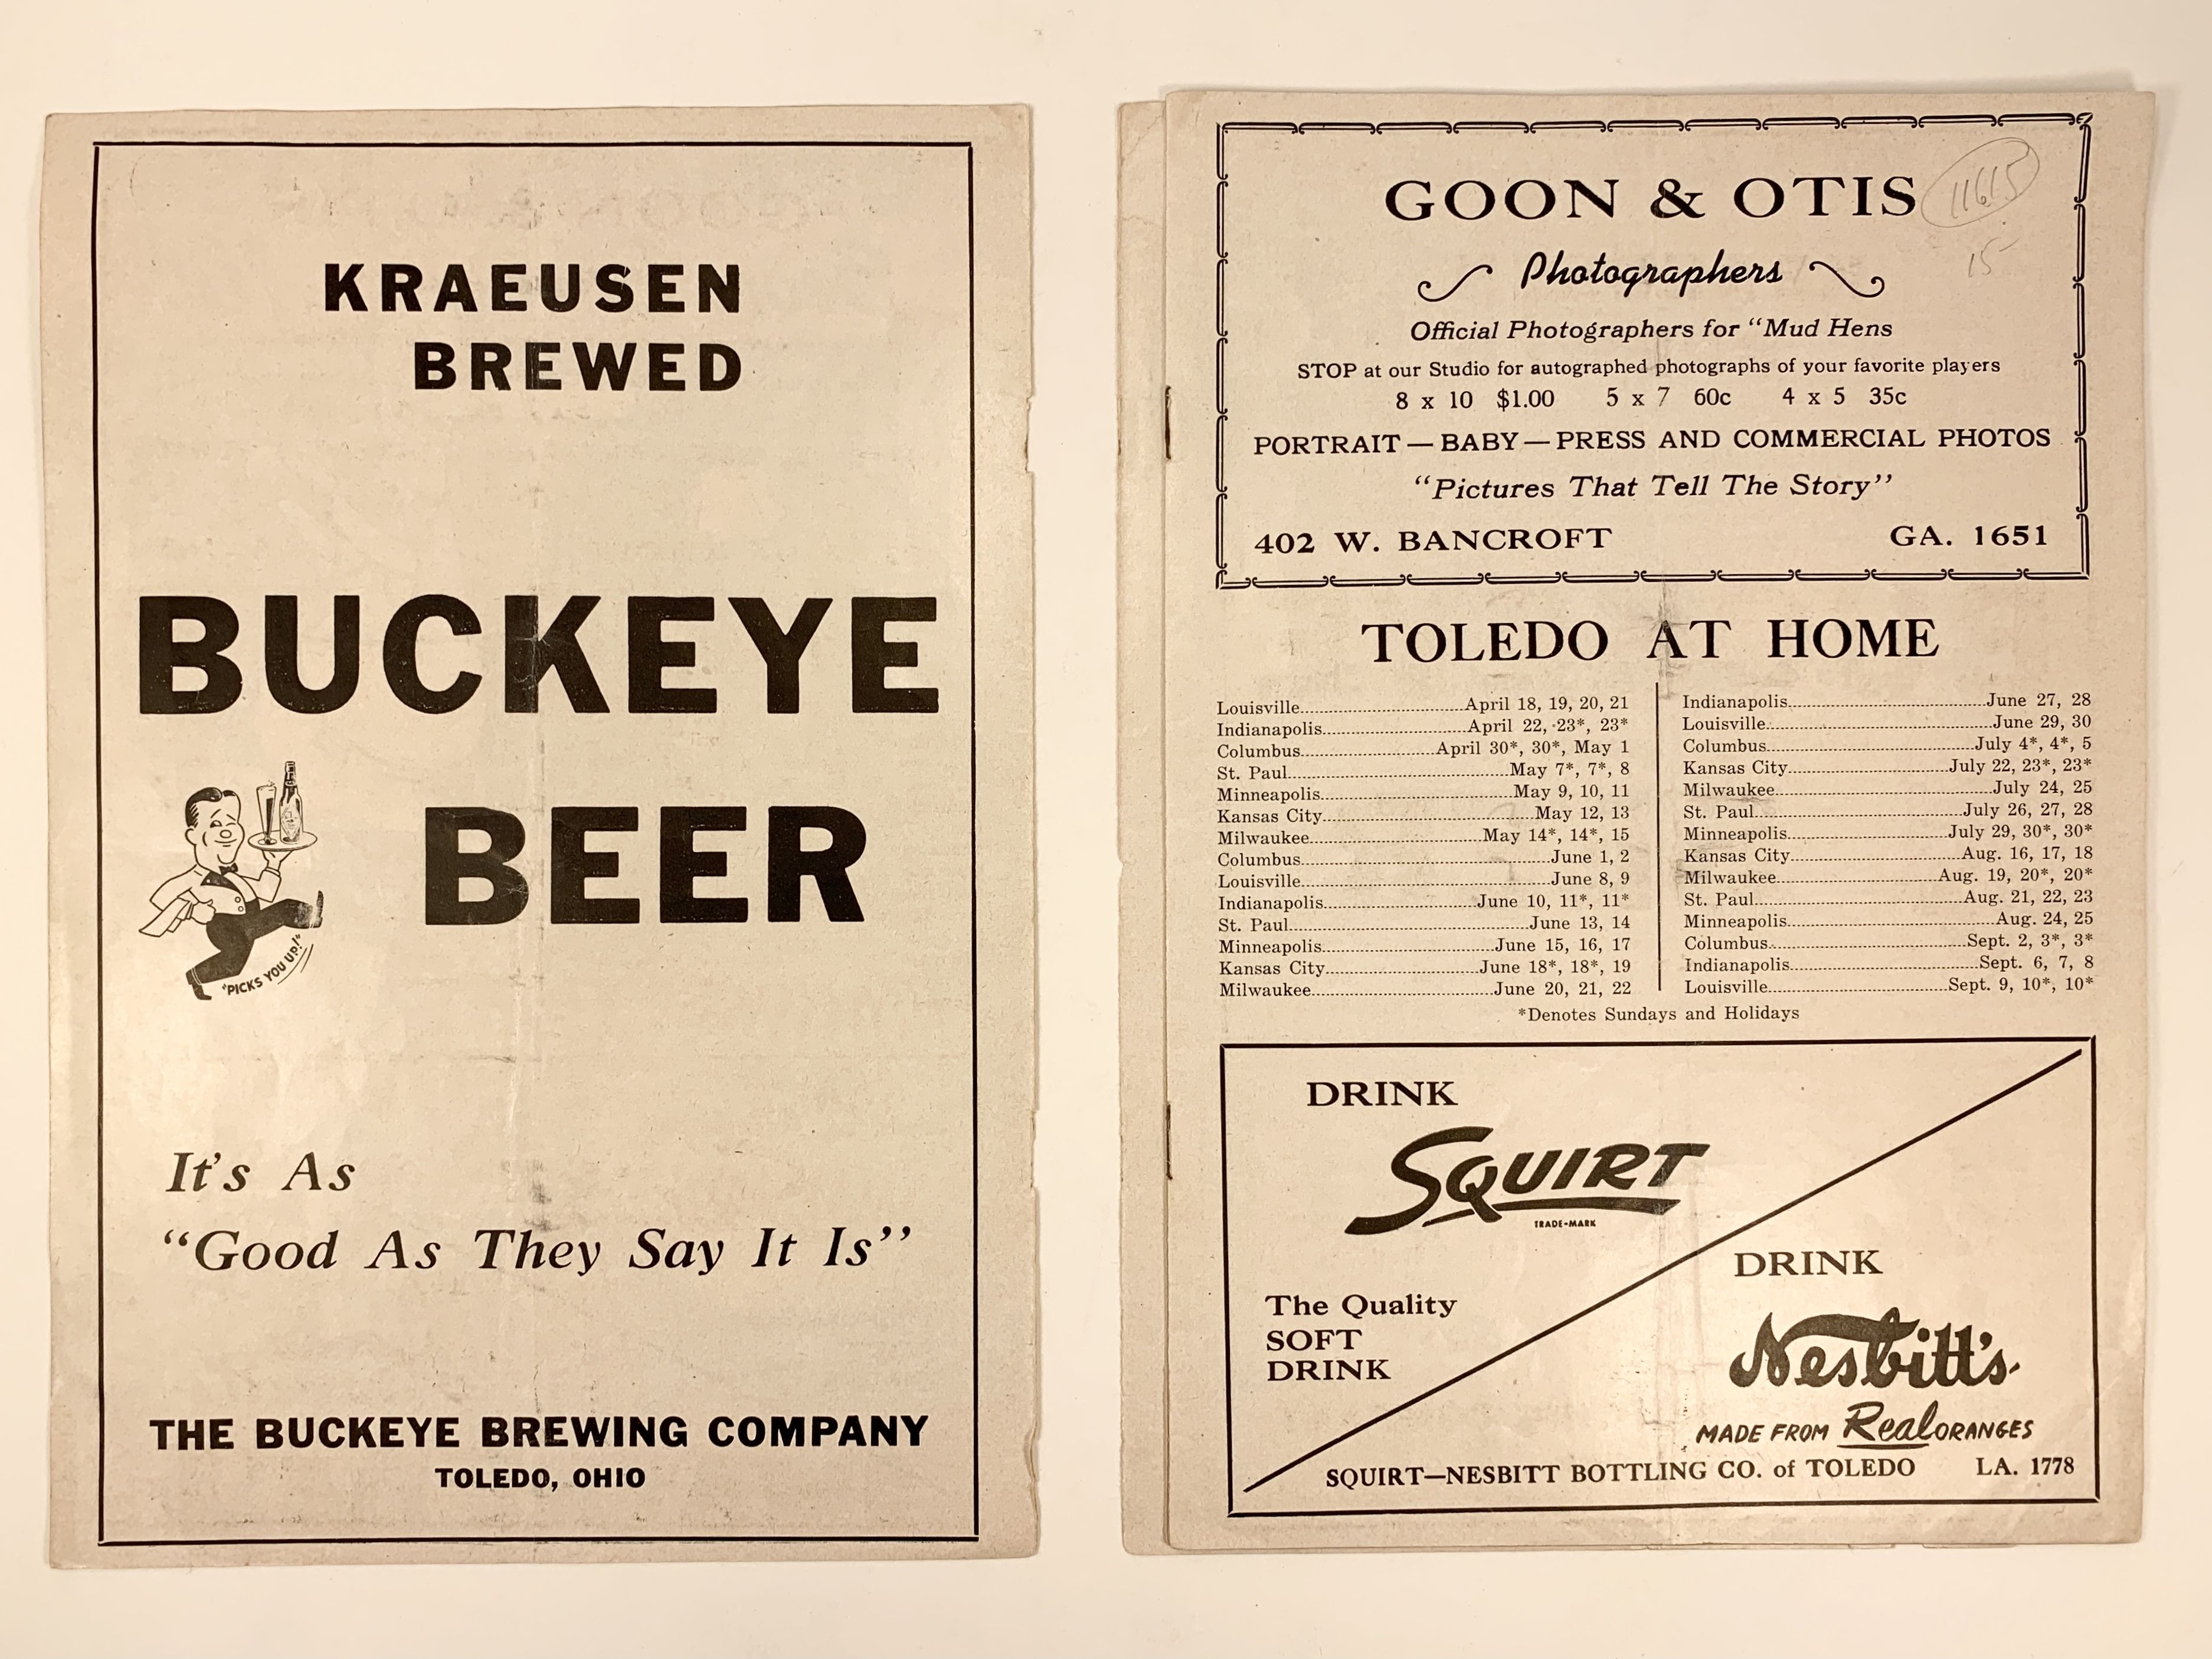 KRAEUSEN
BREWED
BUCKEYE
BEER
"PICKS YOU UP!"
It's As
"Good As They Say It Is"
THE BUCKEYE BREWING COMPANY
TOLEDO, OHIO
GOON & OTIS
11615
15-
Photographers
Official Photographers for "Mud Hens
STOP at our Studio for autographed photographs of your favorite players
8 x 10 $1.00 5 x 7 60c 4 x 5 35c
PORTRAIT — BABY — PRESS AND COMMERCIAL PHOTOS
"Pictures That Tell The Story"
402 W. BANCROFT GA. 1651
TOLEDO AT HOME
Louisville April 18, 19, 20, 21
Indianapolis April 22, 23*, 23*
Columbus April 30*, 30*, May 1
St. Paul May 7*, 7*, 8
Minneapolis May 9, 10, 11
Kansas City May 12, 13
Milwaukee May 14*, 14*, 15
Columbus June 1, 2
Louisville June 8, 9
Indianapolis June 10, 11*, 11*
St. Paul June 13, 14
Minneapolis June 15, 16, 17
Kansas City June 18*, 18*, 19
Milwaukee June 20, 21, 22
Indianapolis June 27, 28
Louisville June 29, 30
Columbus July 4*, 4*, 5
Kansas City July 22, 23*, 23*
Milwaukee July 24, 25
St. Paul July 26, 27, 28
Minneapolis July 29, 30*, 30*
Kansas City Aug. 16, 17, 18
Milwaukee Aug. 19, 20*, 20*
St. Paul Aug. 21, 22, 23
Minneapolis Aug. 24, 25
Columbus Sept. 2, 3*, 3*
Indianapolis Sept. 6, 7, 8
Louisville Sept. 9, 10*, 10*
*Denotes Sundays and Holidays
DRINK
SQUIRT
TRADE-MARK
The Quality
SOFT
DRINK
DRINK
Nesbitt's
MADE FROM Real ORANGES
SQUIRT—NESBITT BOTTLING CO. of TOLEDO LA. 1778